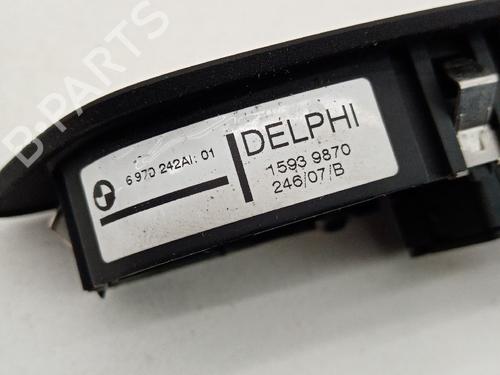 B-PARTS
6 970 242AI: 01
DELPHI
1593 9870
246/07/B